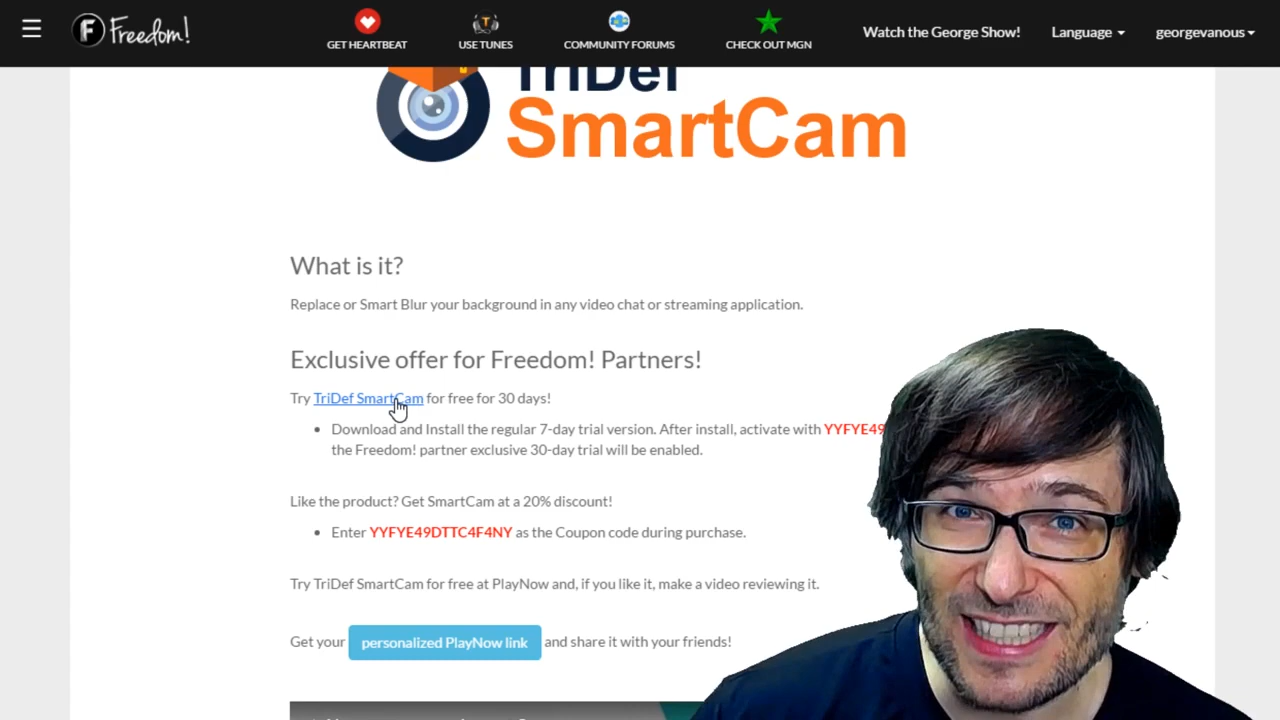 Freedom!
GET HEARTBEAT
USE TUNES
COMMUNITY FORUMS
CHECK OUT MGN
Watch the George Show!
Language
georgevanous
TriDef
SmartCam
What is it?
Replace or Smart Blur your background in any video chat or streaming application.
Exclusive offer for Freedom! Partners!
Try TriDef SmartCam for free for 30 days!
• Download and Install the regular 7-day trial version. After install, activate with YYFYE49
the Freedom! partner exclusive 30-day trial will be enabled.
Like the product? Get SmartCam at a 20% discount!
• Enter YYFYE49DTTC4F4NY as the Coupon code during purchase.
Try TriDef SmartCam for free at PlayNow and, if you like it, make a video reviewing it.
Get your personalized PlayNow link and share it with your friends!